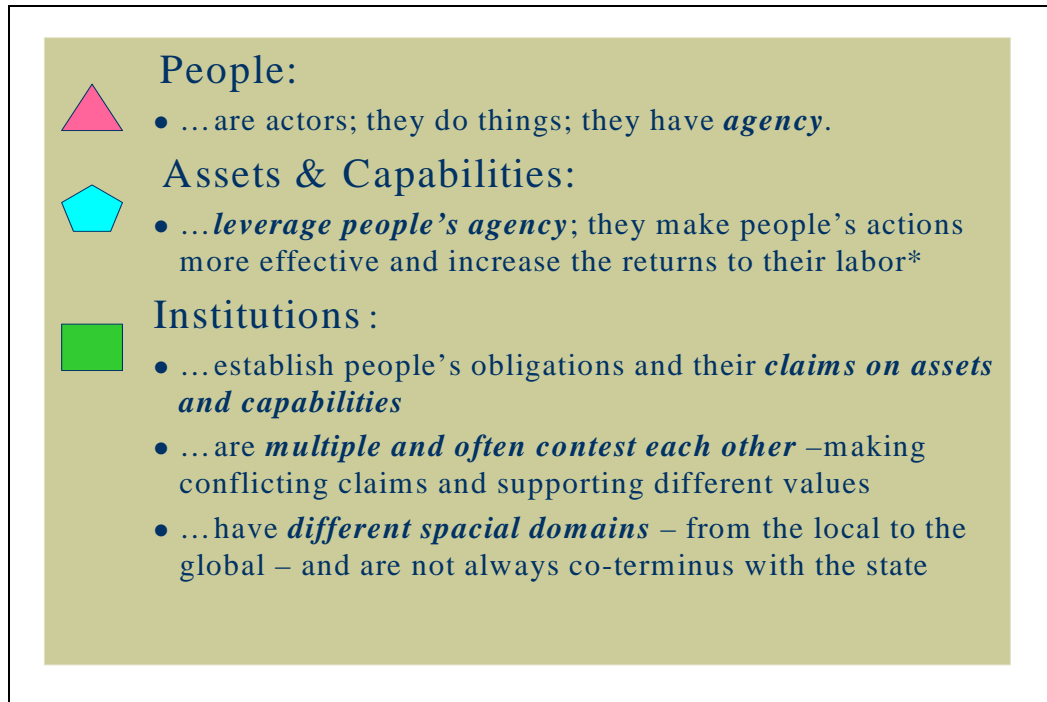 People:
• …are actors; they do things; they have agency.
Assets & Capabilities:
• …leverage people’s agency; they make people’s actions
more effective and increase the returns to their labor*
Institutions :
• …establish people’s obligations and their claims on assets
and capabilities
• …are multiple and often contest each other –making
conflicting claims and supporting different values
• …have different spacial domains – from the local to the
global – and are not always co-terminus with the state